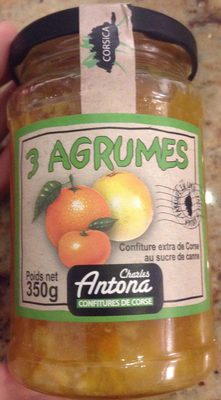 CORSICA
3 AGRUMES
Confiture extra de Corse
au sucre de canne
Poids net
350g
Charles
Antona
CONFITURES DE CORSE